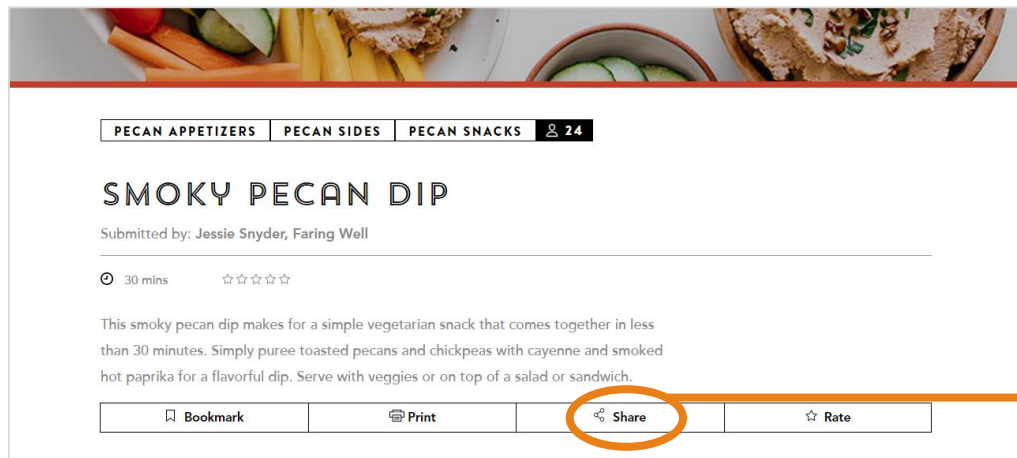 PECAN APPETIZERS PECAN SIDES PECAN SNACKS 24
SMOKY PECAN DIP
Submitted by: Jessie Snyder, Faring Well
30 mins
This smoky pecan dip makes for a simple vegetarian snack that comes together in less
than 30 minutes. Simply puree toasted pecans and chickpeas with cayenne and smoked
hot paprika for a flavorful dip. Serve with veggies or on top of a salad or sandwich.
Bookmark Print Share Rate